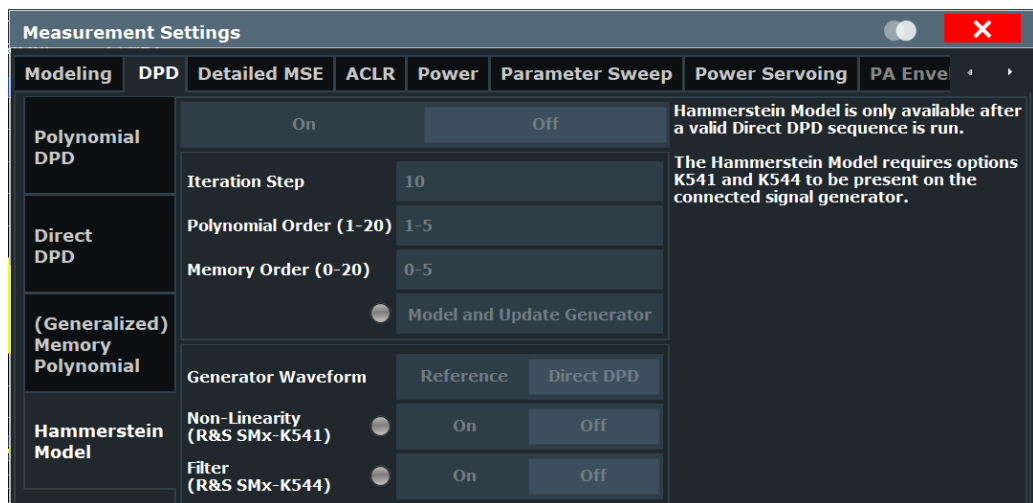 Measurement Settings
Modeling DPD Detailed MSE ACLR Power Parameter Sweep Power Servoing PA Enve
Polynomial
DPD
Direct
DPD
(Generalized)
Memory
Polynomial
Hammerstein
Model
On Off
Iteration Step 10
Polynomial Order (1-20) 1-5
Memory Order (0-20) 0-5
Model and Update Generator
Generator Waveform Reference Direct DPD
Non-Linearity
(R&S SMx-K541) On Off
Filter
(R&S SMx-K544) On Off
Hammerstein Model is only available after
a valid Direct DPD sequence is run.
The Hammerstein Model requires options
K541 and K544 to be present on the
connected signal generator.